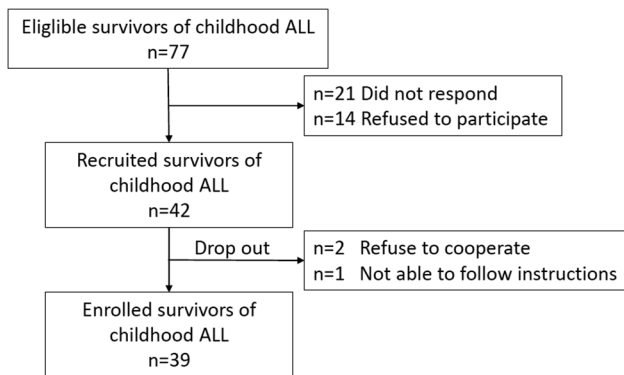 Eliglible survivors of childhood ALL
n=77
n=21 Did not respond
n=14 Refused to participate
Recruited survivors of
childhood ALL
n=42
Drop out
n=2 Refuse to cooperate
n=1 Not able to follow instructions
Enrolled survivors of
childhood ALL
n=39